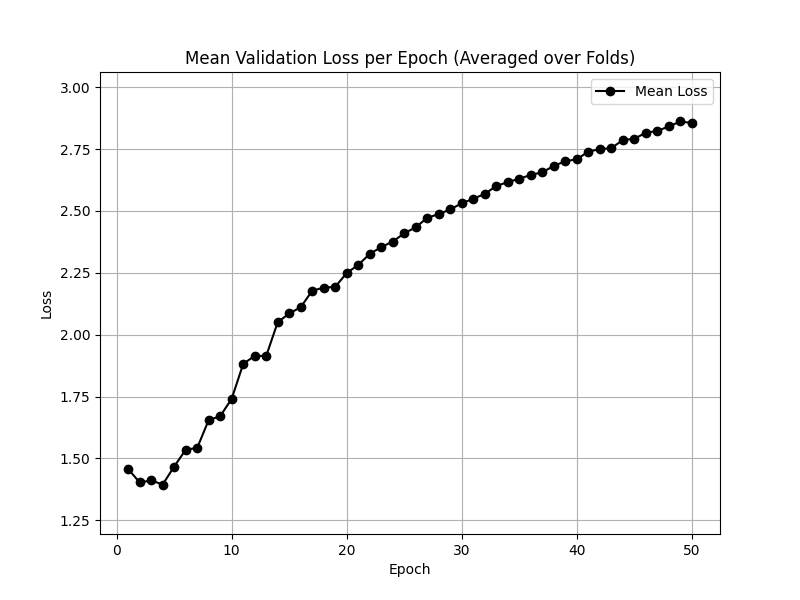 Mean Validation Loss per Epoch (Averaged over Folds)
Mean Loss
3.00
2.75
2.50
2.25
2.00
1.75
1.50
1.25
Loss
0 10 20 30 40 50
Epoch